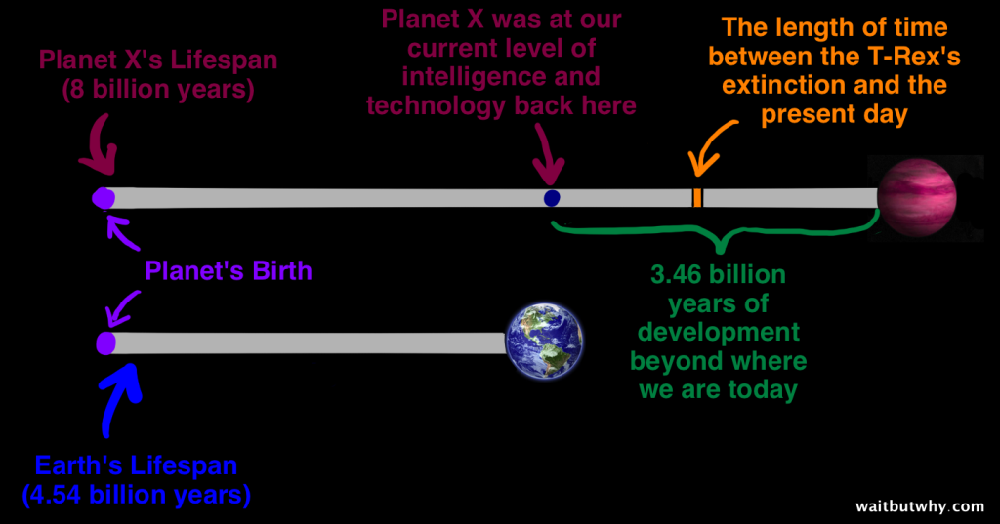 Planet X's Lifespan
(8 billion years)
Planet X was at our
current level of
intelligence and
technology back here
The length of time
between the T-Rex's
extinction and the
present day
Planet's Birth
3.46 billion
years of
development
beyond where
we are today
Earth's Lifespan
(4.54 billion years)
waitbutwhy.com